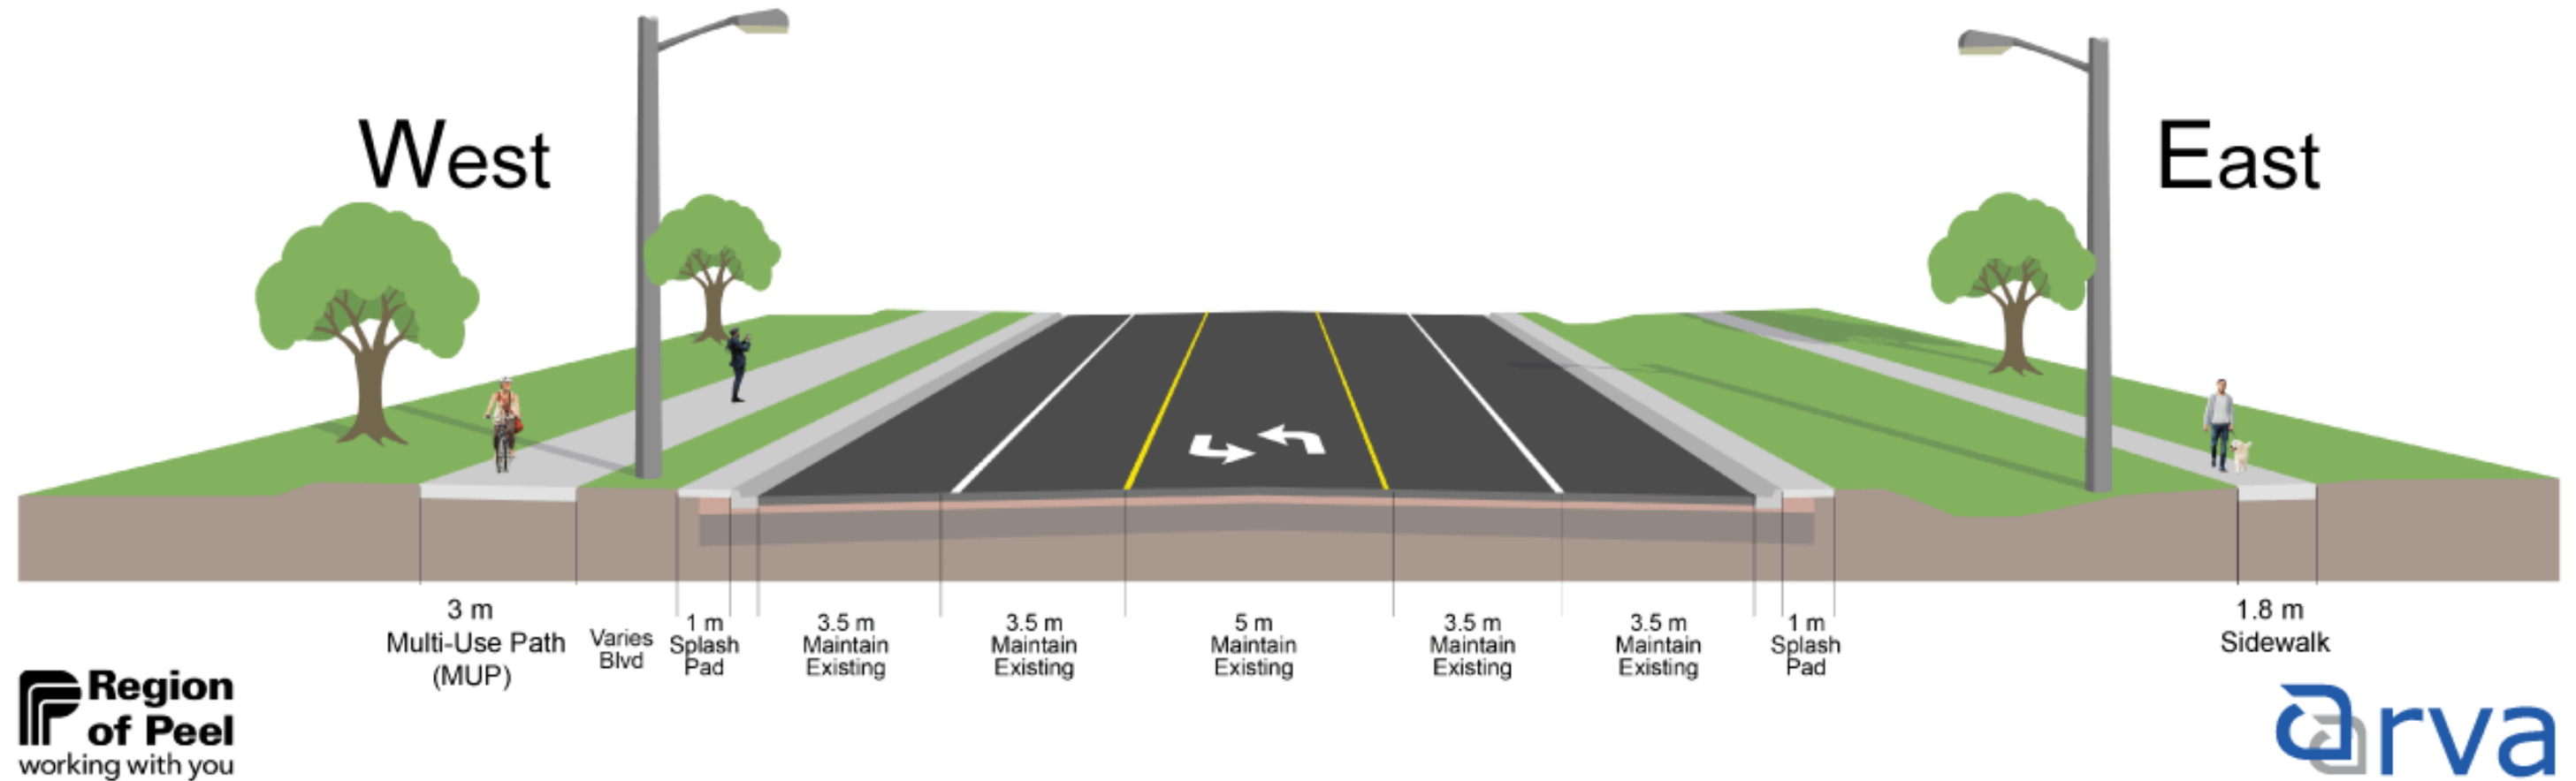 West
East
3 m
Multi-Use Path
(MUP)
Varies
Blvd
1 m
Splash
Pad
3.5 m
Maintain
Existing
3.5 m
Maintain
Existing
5 m
Maintain
Existing
3.5 m
Maintain
Existing
3.5 m
Maintain
Existing
1 m
Splash
Pad
1.8 m
Sidewalk
Region
of Peel
working with you
arva